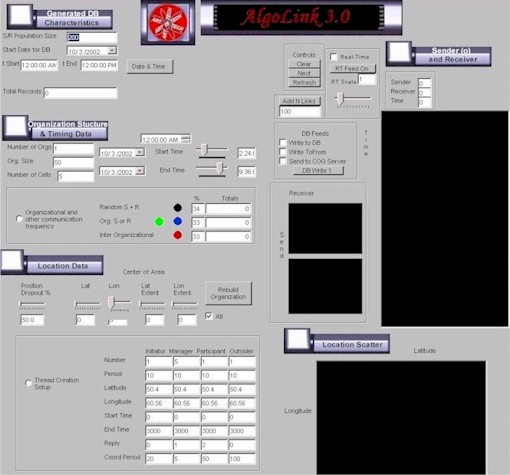 AlgoLink 3.0
Generated DB
Characteristics
S/R Population Size
Start Date for DB 10/ 3 /2002
t Start 12:00:00 AM t End 12:00:00 PM Date & Time
Total Records 0
Controls
Clear
Next
Refresh
Real-Time
RT Feed On
RT Scale 1
Add N Links
100
Sender (o)
and Receiver
Sender 0
Receiver 0
Time 0
Time
Organization Stucture
& Timing Data
Number of Orgs 1
Org. Size 50
Number of Cells 5
12:00:00 AM
10/ 3 /2002 Start Time 2:24:
10/ 3 /2002 End Time 9:36:
DB Feeds
Write to DB
Write ToFrom
Send to COG Server
DB Write 1
Organizational and
other communication
frequency
% Totals
Random S + R 34 0
Org. S or R 33 0
Inter Organizational 33 0
Receiver
Send
Location Data
Center of Area
Position
Dropout %
Lat
Lon
Lat
Extent
Lon
Extent
Rebuild
Organization
50.0 0 0 0
Thread Creation
Setup
Initiator Manager Participant Outsider
Number 1 5 1 1
Period 10 10 10 10
Latitude 50.4 50.4 50.4 50.4
Longitude 60.56 60.56 60.56 60.56
Start Time 0 0 0 0
End Time 3000 3000 3000 3000
Reply 0 1 2 0
Coord Period 20 5 50 100
Location Scatter
Latitude
Longitude